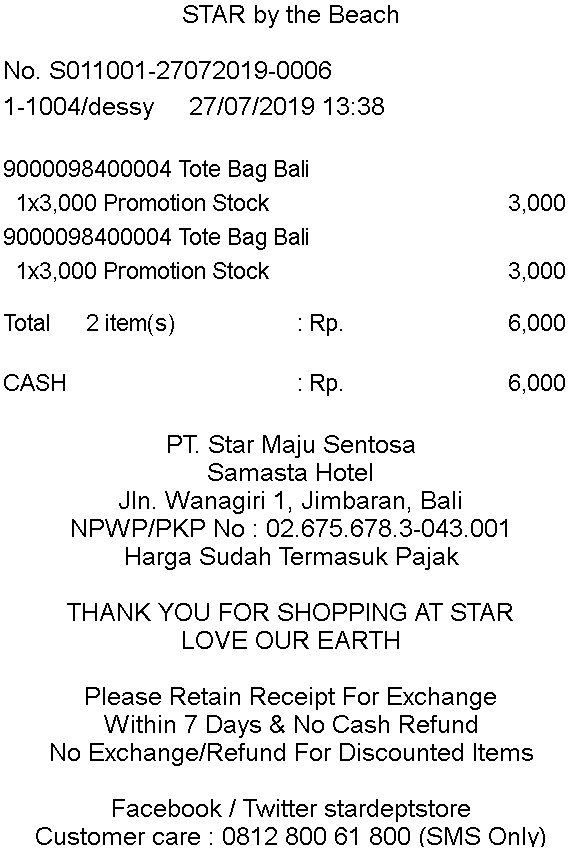 STAR by the Beach
No. S011001-27072019-0006
1-1004/dessy 27/07/2019 13:38
9000098400004 Tote Bag Bali
1x3,000 Promotion Stock 3,000
9000098400004 Tote Bag Bali
1x3,000 Promotion Stock 3,000
Total 2 item(s) : Rp. 6,000
CASH : Rp. 6,000
PT. Star Maju Sentosa
Samasta Hotel
Jln. Wanagiri 1, Jimbaran, Bali
NPWP/PKP No : 02.675.678.3-043.001
Harga Sudah Termasuk Pajak
THANK YOU FOR SHOPPING AT STAR
LOVE OUR EARTH
Please Retain Receipt For Exchange
Within 7 Days & No Cash Refund
No Exchange/Refund For Discounted Items
Facebook / Twitter stardeptstore
Customer care : 0812 800 61 800 (SMS Only)